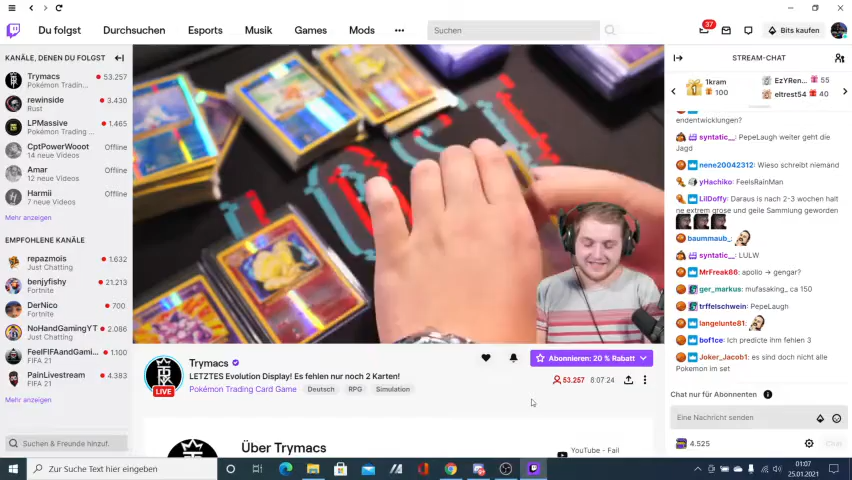 Du folgst
Durchsuchen
Esports
Musik
Games
Mods
Suchen
37
Bits kaufen
KANÄLE, DENEN DU FOLGST
Trymacs
53.257
Pokémon Tradin...
rewinside
3.430
Rust
LPMassive
1.465
Pokémon Trading ...
CptPowerWooot
Offline
14 neue Videos
Amar
Offline
12 neue Videos
Harmii
Offline
7 neue Videos
Mehr anzeigen
EMPFOHLENE KANÄLE
repazmois
1.632
Just Chatting
benjyfishy
21.213
Fortnite
DerNico
700
Fortnite
NoHandGamingYT
2.086
Just Chatting
FeelFIFAandGami...
1.100
FIFA 21
PainLivestream
4.383
FIFA 21
Mehr anzeigen
Suchen & Freunde hinzuf.
LIVE
Trymacs
LETZTES Evolution Display! Es fehlen nur noch 2 Karten!
Pokémon Trading Card Game
Deutsch
RPG
Simulation
Abonnieren: 20 % Rabatt
53.257
8:07:24
Über Trymacs
YouTube - Fail
STREAM-CHAT
1
1kram
100
EzYRen...
55
eltrest54
40
endentwicklungen?
syntatic_: PepeLaugh weiter geht die
Jagd
nene20042312: Wieso schreibt niemand
yHachiko: FeelsRainMan
LilDoffy: Daraus is nach 2-3 wochen halt
ne extrem grose und geile Sammlung geworden
baummaub_:
syntatic_: LULW
MrFreak86: apollo → gengar?
ger_markus: mufasaking_ ca 150
trffelschwein: PepeLaugh
langelunte81:
bof1ce: Ich predicte ihm fehlen 3
Joker_Jacob1: es sind doch nicht alle
Pokemon im set
Chat nur für Abonnenten
Eine Nachricht senden
4.525
Chat
Zur Suche Text hier eingeben
01:07
25.01.2021